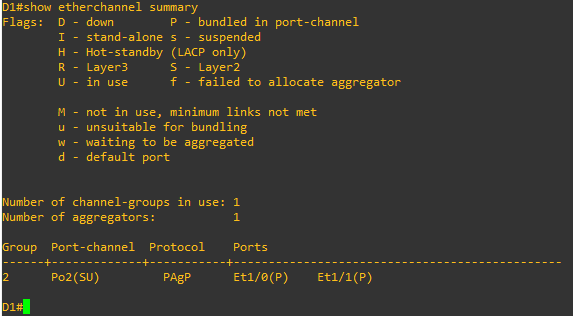 D1#show etherchannel summary
Flags:  D - down        P - bundled in port-channel
        I - stand-alone s - suspended
        H - Hot-standby (LACP only)
        R - Layer3      S - Layer2
        U - in use      f - failed to allocate aggregator
        M - not in use, minimum links not met
        u - unsuitable for bundling
        w - waiting to be aggregated
        d - default port
Number of channel-groups in use: 1
Number of aggregators:           1
Group  Port-channel  Protocol    Ports
------+-------------+-----------+-----------------------------------------------
2      Po2(SU)         PAgP      Et1/0(P)    Et1/1(P)
D1#